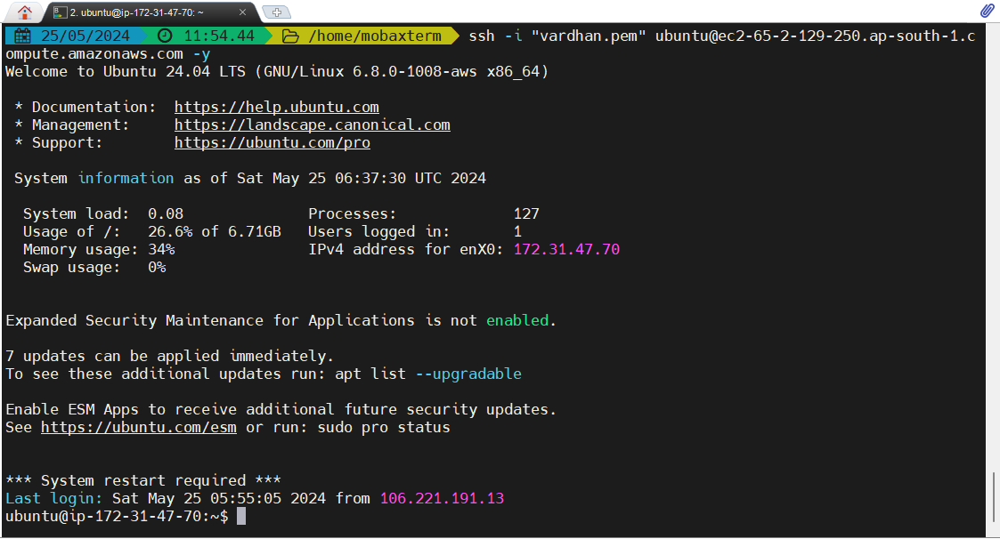 2. ubuntu@ip-172-31-47-70: ~
25/05/2024 11:54.44 /home/mobaxterm ssh -i "vardhan.pem" ubuntu@ec2-65-2-129-250.ap-south-1.c
ompute.amazonaws.com -y
Welcome to Ubuntu 24.04 LTS (GNU/Linux 6.8.0-1008-aws x86_64)
* Documentation: https://help.ubuntu.com
* Management: https://landscape.canonical.com
* Support: https://ubuntu.com/pro
System information as of Sat May 25 06:37:30 UTC 2024
System load: 0.08 Processes: 127
Usage of /: 26.6% of 6.71GB Users logged in: 1
Memory usage: 34% IPv4 address for enX0: 172.31.47.70
Swap usage: 0%
Expanded Security Maintenance for Applications is not enabled.
7 updates can be applied immediately.
To see these additional updates run: apt list --upgradable
Enable ESM Apps to receive additional future security updates.
See https://ubuntu.com/esm or run: sudo pro status
*** System restart required ***
Last login: Sat May 25 05:55:05 2024 from 106.221.191.13
ubuntu@ip-172-31-47-70:~$